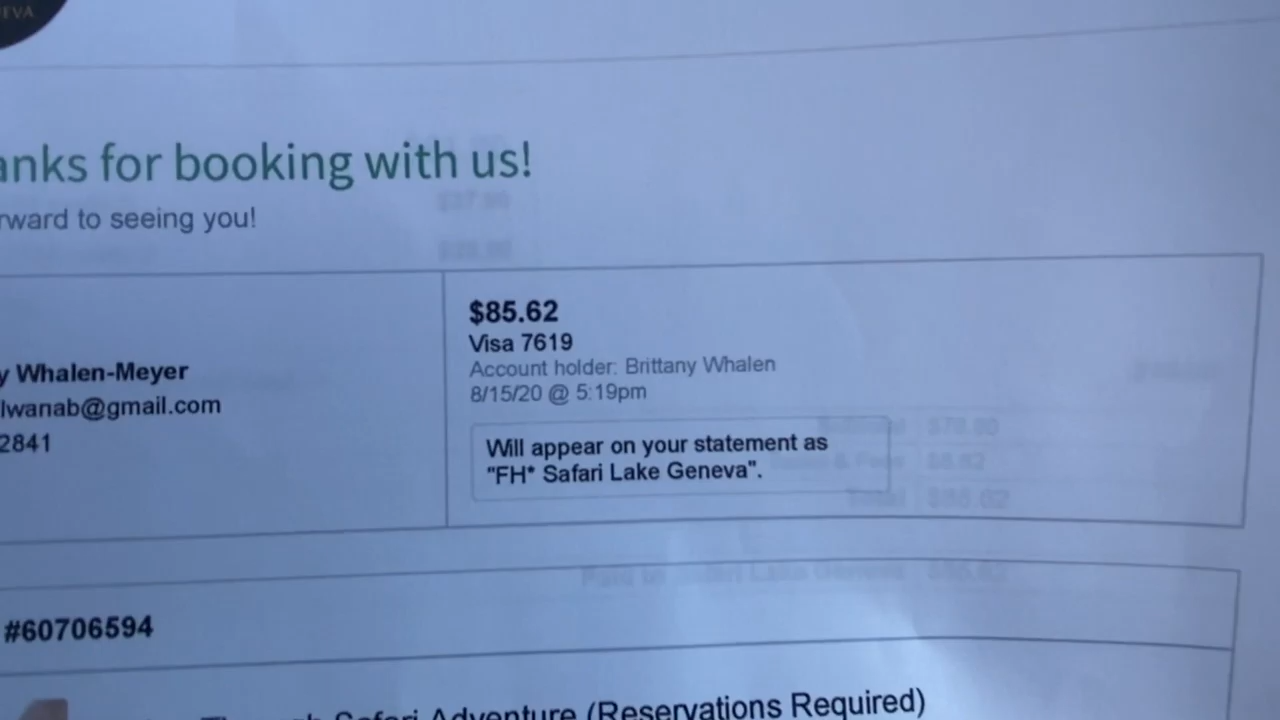 EVA
anks for booking with us!
rward to seeing you!
$85.62
Visa 7619
Account holder: Brittany Whalen
8/15/20 @ 5:19pm
y Whalen-Meyer
lwanab@gmail.com
2841
Will appear on your statement as
"FH* Safari Lake Geneva".
#60706594
Through Safari Adventure (Reservations Required)